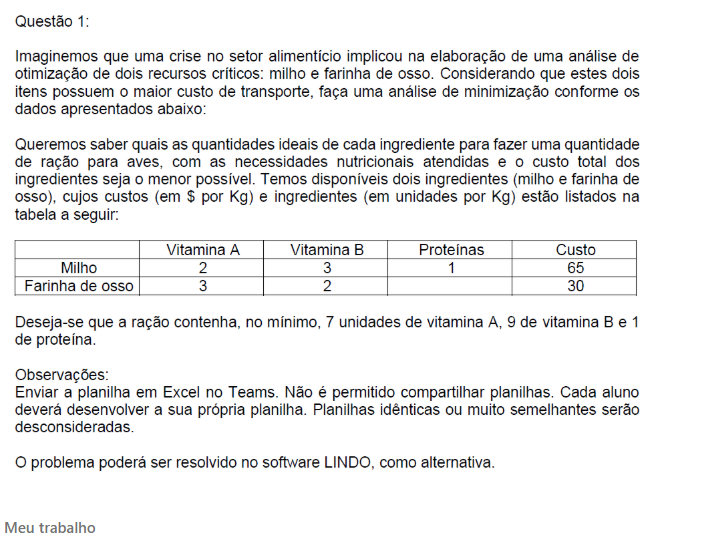 Questão 1:
Imaginemos que uma crise no setor alimentício implicou na elaboração de uma análise de
otimização de dois recursos críticos: milho e farinha de osso. Considerando que estes dois
itens possuem o maior custo de transporte, faça uma análise de minimização conforme os
dados apresentados abaixo:
Queremos saber quais as quantidades ideais de cada ingrediente para fazer uma quantidade
de ração para aves, com as necessidades nutricionais atendidas e o custo total dos
ingredientes seja o menor possível. Temos disponíveis dois ingredientes (milho e farinha de
osso), cujos custos (em $ por Kg) e ingredientes (em unidades por Kg) estão listados na
tabela a seguir:
Vitamina A Vitamina B Proteínas Custo
Milho 2 3 1 65
Farinha de osso 3 2 30
Deseja-se que a ração contenha, no mínimo, 7 unidades de vitamina A, 9 de vitamina B e 1
de proteína.
Observações:
Enviar a planilha em Excel no Teams. Não é permitido compartilhar planilhas. Cada aluno
deverá desenvolver a sua própria planilha. Planilhas idênticas ou muito semelhantes serão
desconsideradas.
O problema poderá ser resolvido no software LINDO, como alternativa.
Meu trabalho